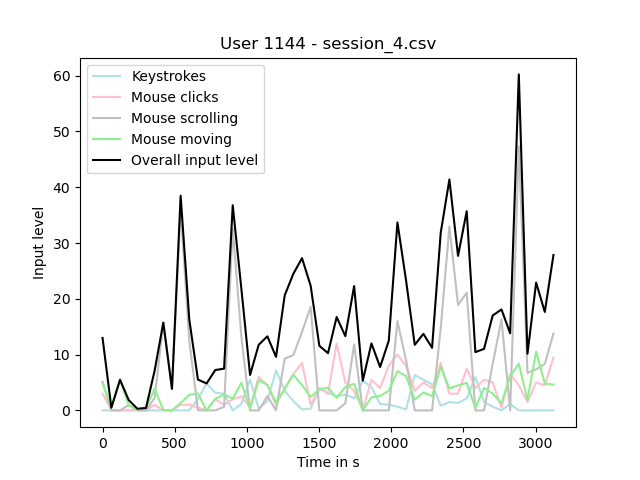 User 1144 - session_4.csv
Keystrokes
Mouse clicks
Mouse scrolling
Mouse moving
Overall input level
Input level
60
50
40
30
20
10
0
0 500 1000 1500 2000 2500 3000
Time in s